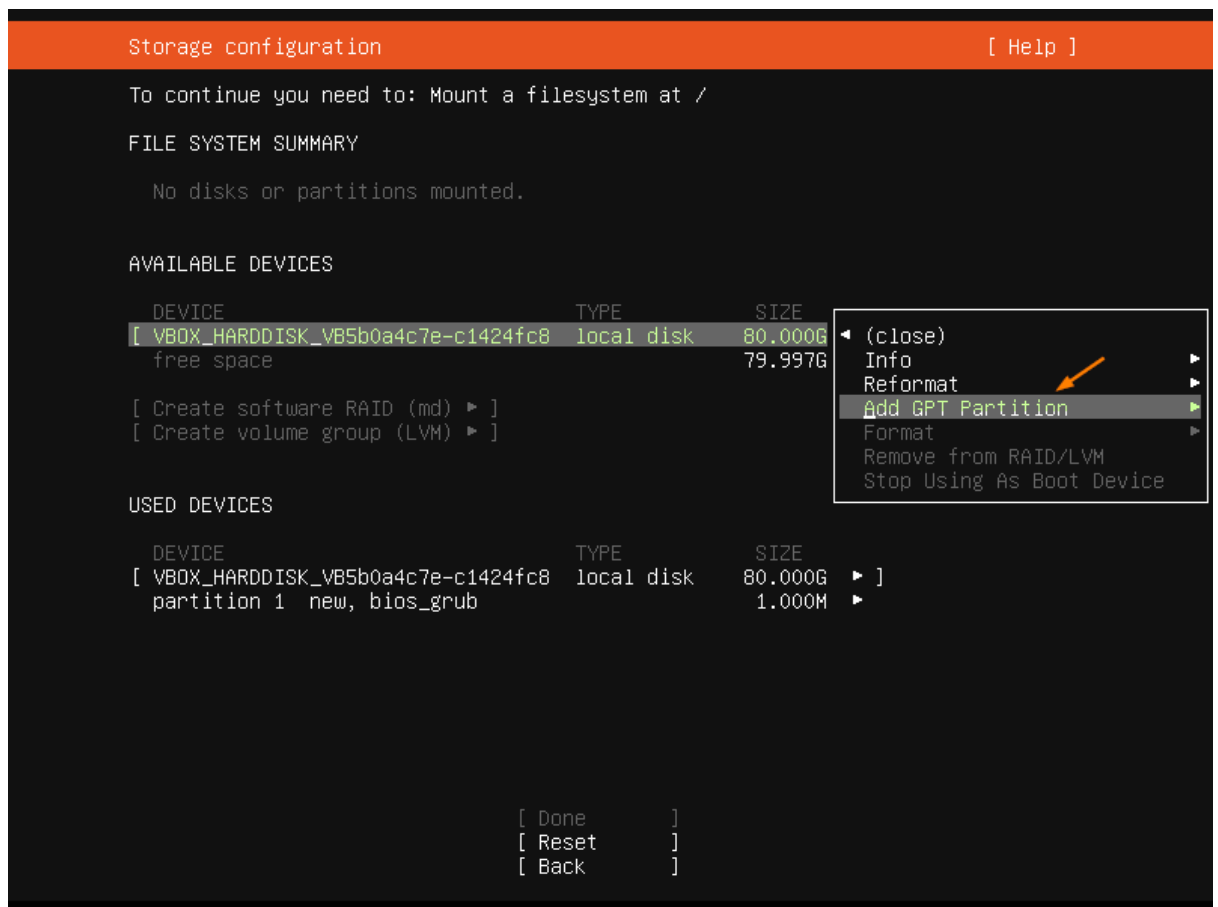 Storage configuration [ Help ]
To continue you need to: Mount a filesystem at /
FILE SYSTEM SUMMARY
No disks or partitions mounted.
AVAILABLE DEVICES
DEVICE TYPE SIZE
[ VBOX_HARDDISK_VB5b0a4c7e-c1424fc8 local disk 80.000G ◂ (close)
free space 79.997G Info ▸
Reformat ▸
[ Create software RAID (md) ▸ ] Add GPT Partition ▸
[ Create volume group (LVM) ▸ ] Format ▸
Remove from RAID/LVM
Stop Using As Boot Device
USED DEVICES
DEVICE TYPE SIZE
[ VBOX_HARDDISK_VB5b0a4c7e-c1424fc8 local disk 80.000G ▸ ]
partition 1 new, bios_grub 1.000M ▸
[ Done ]
[ Reset ]
[ Back ]